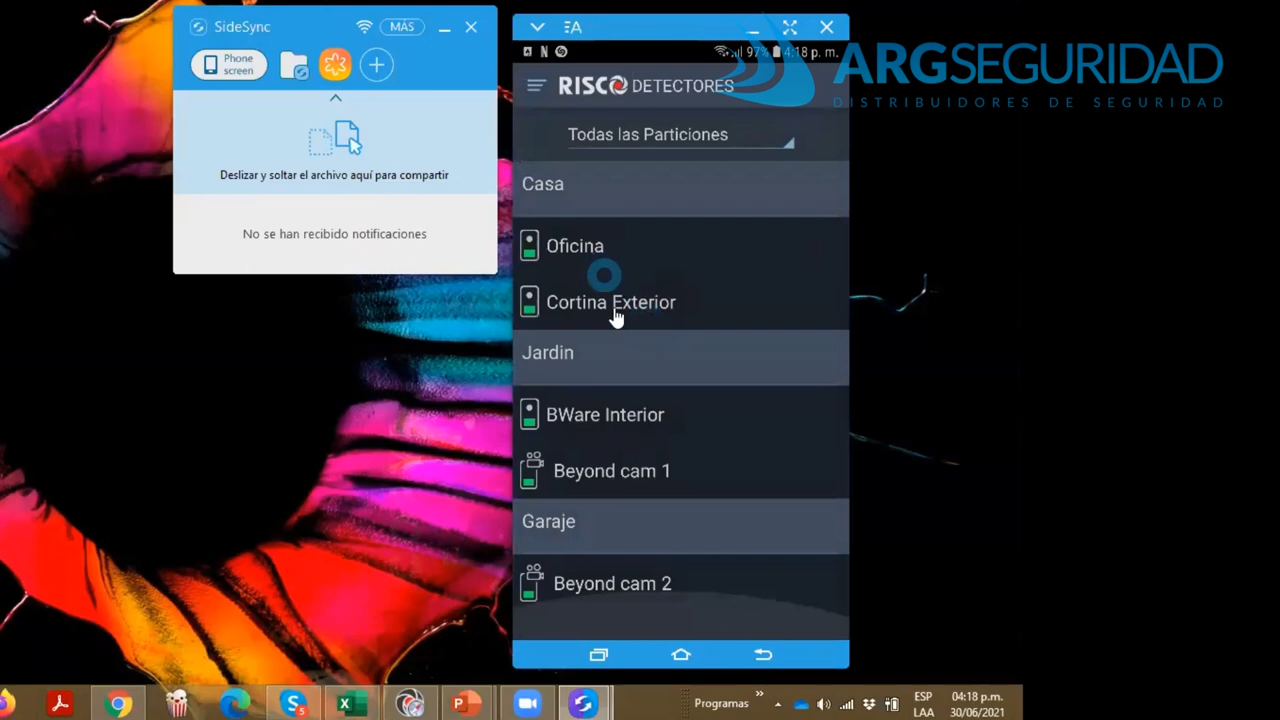 SideSync
MÁS
Phone
screen
Deslizar y soltar el archivo aquí para compartir
No se han recibido notificaciones
A
N
97%
4:18 p. m.
RISCO DETECTORES
Todas las Particiones
Casa
Oficina
Cortina Exterior
Jardin
BWare Interior
Beyond cam 1
Garaje
Beyond cam 2
ARGSEGURIDAD
DISTRIBUIDORES DE SEGURIDAD
Programas
»
ESP
LAA
04:18 p.m.
30/06/2021